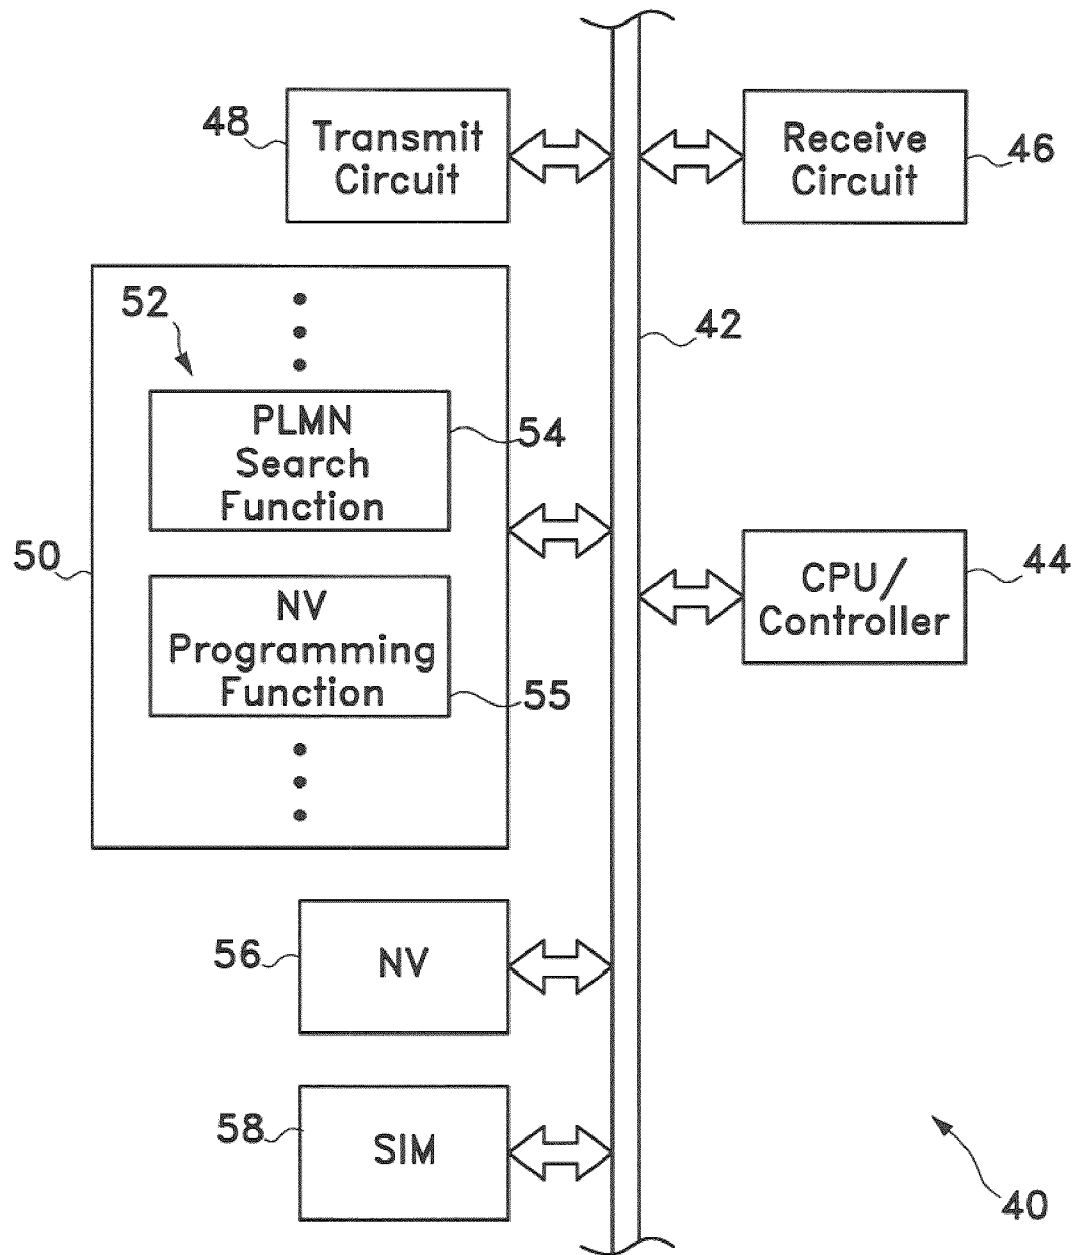 48
Transmit
Circuit
Receive
Circuit
46
52
42
PLMN
Search
Function
54
50
NV
Programming
Function
55
CPU/
Controller
44
56
NV
58
SIM
40